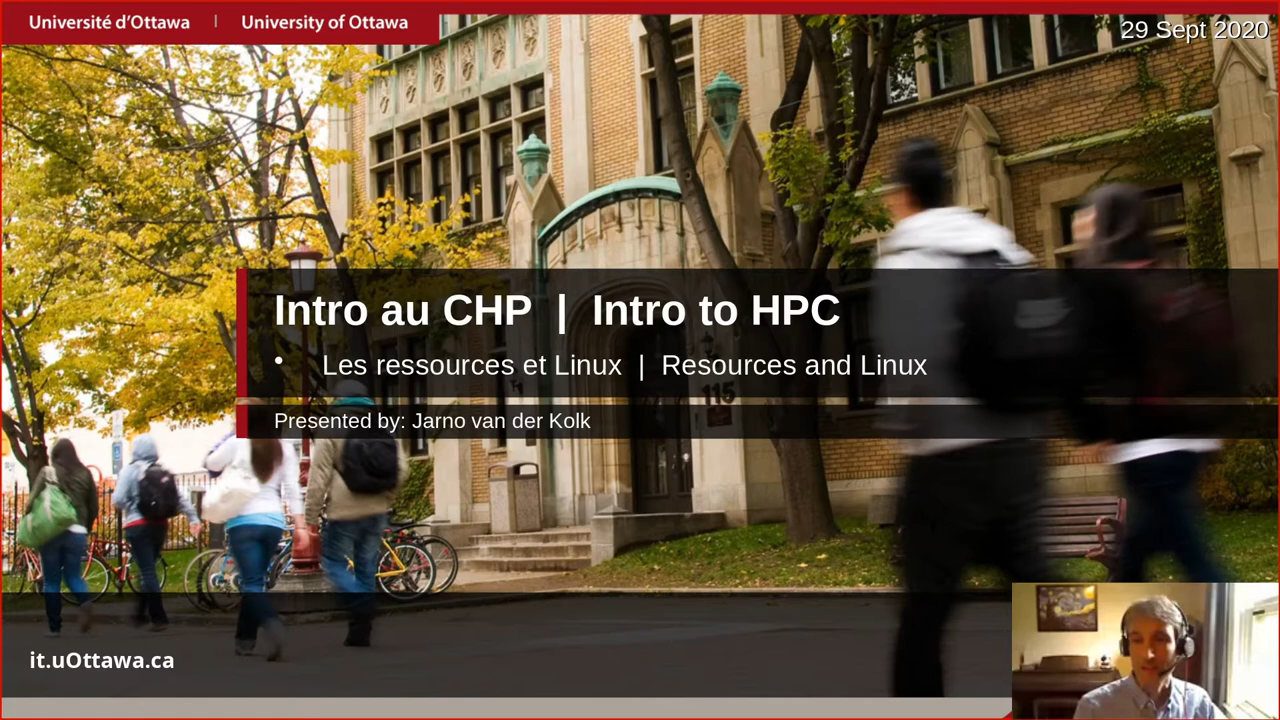 Université d'Ottawa | University of Ottawa
29 Sept 2020
Intro au CHP | Intro to HPC
• Les ressources et Linux | Resources and Linux
115
Presented by: Jarno van der Kolk
it.uOttawa.ca